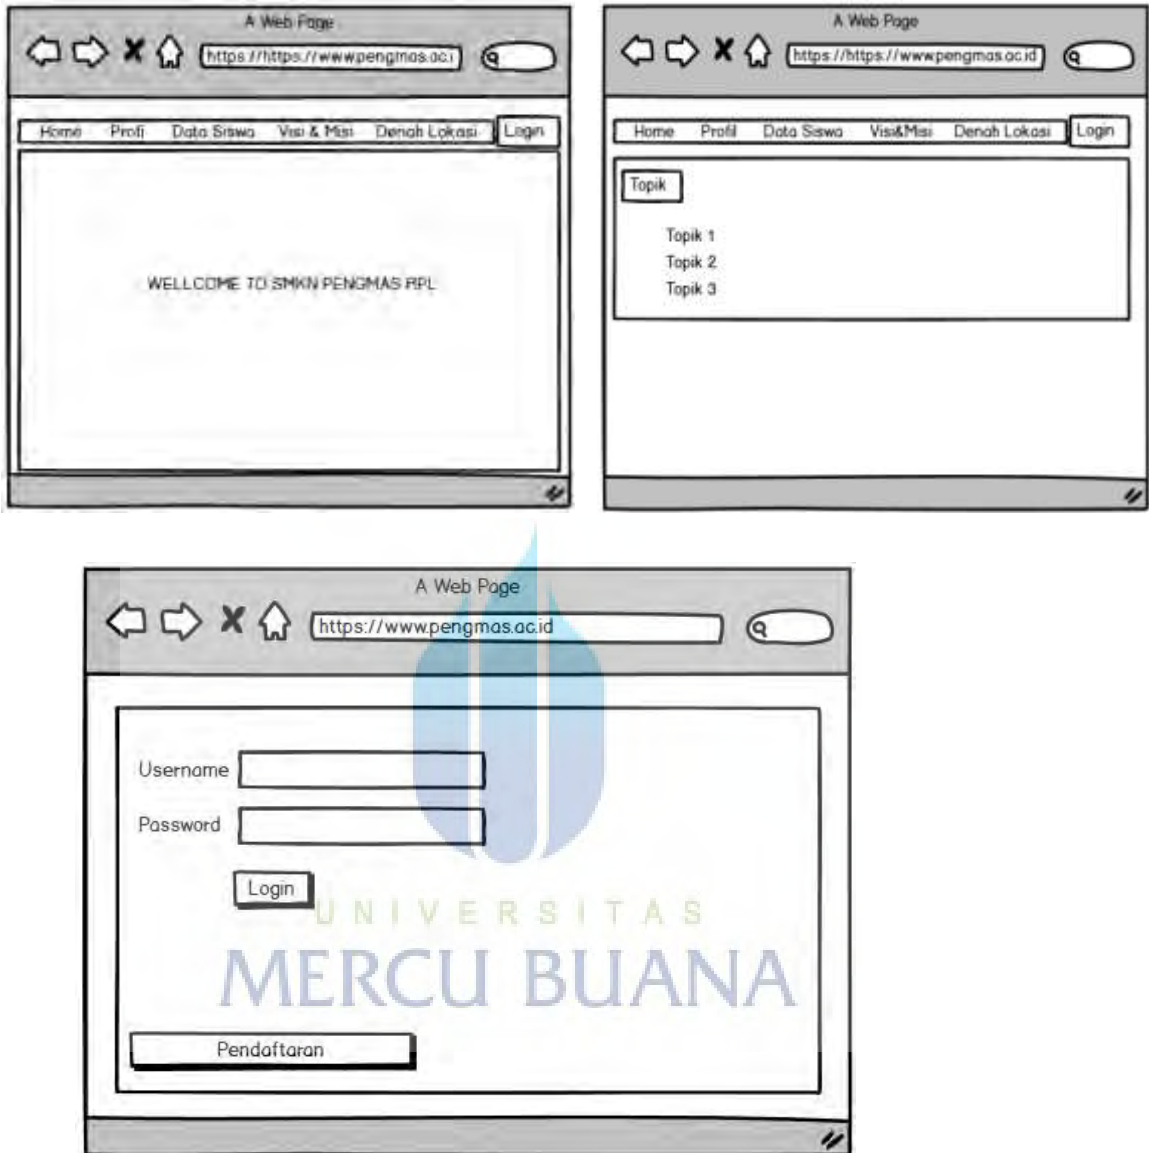 A Web Page
https://https://www.pengmas.ac.i
Home Profi Data Siswa Visi & Misi Denah Lokasi Login
WELLCOME TO SMKN PENGMAS RPL
A Web Page
https://https://www.pengmas.ac.id
Home Profil Data Siswa Visi&Misi Denah Lokasi Login
Topik
Topik 1
Topik 2
Topik 3
A Web Page
https://www.pengmas.ac.id
Username
Password
Login
UNIVERSITAS
MERCU BUANA
Pendaftaran